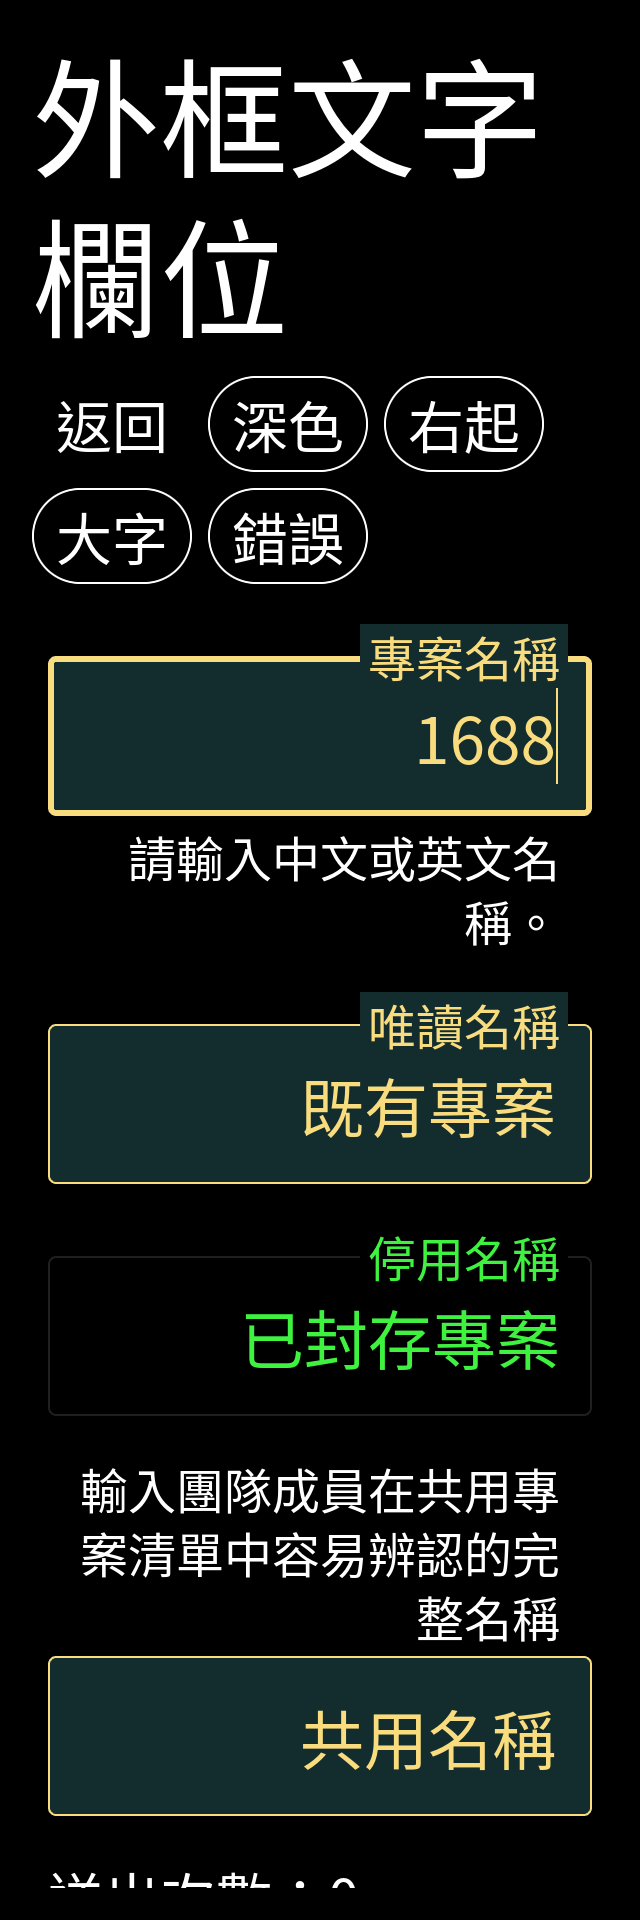 外框文字
欄位
返回 深色 右起
大字 錯誤
專案名稱
1688
請輸入中文或英文名
稱。
唯讀名稱
既有專案
停用名稱
已封存專案
輸入團隊成員在共用專
案清單中容易辨認的完
整名稱
共用名稱